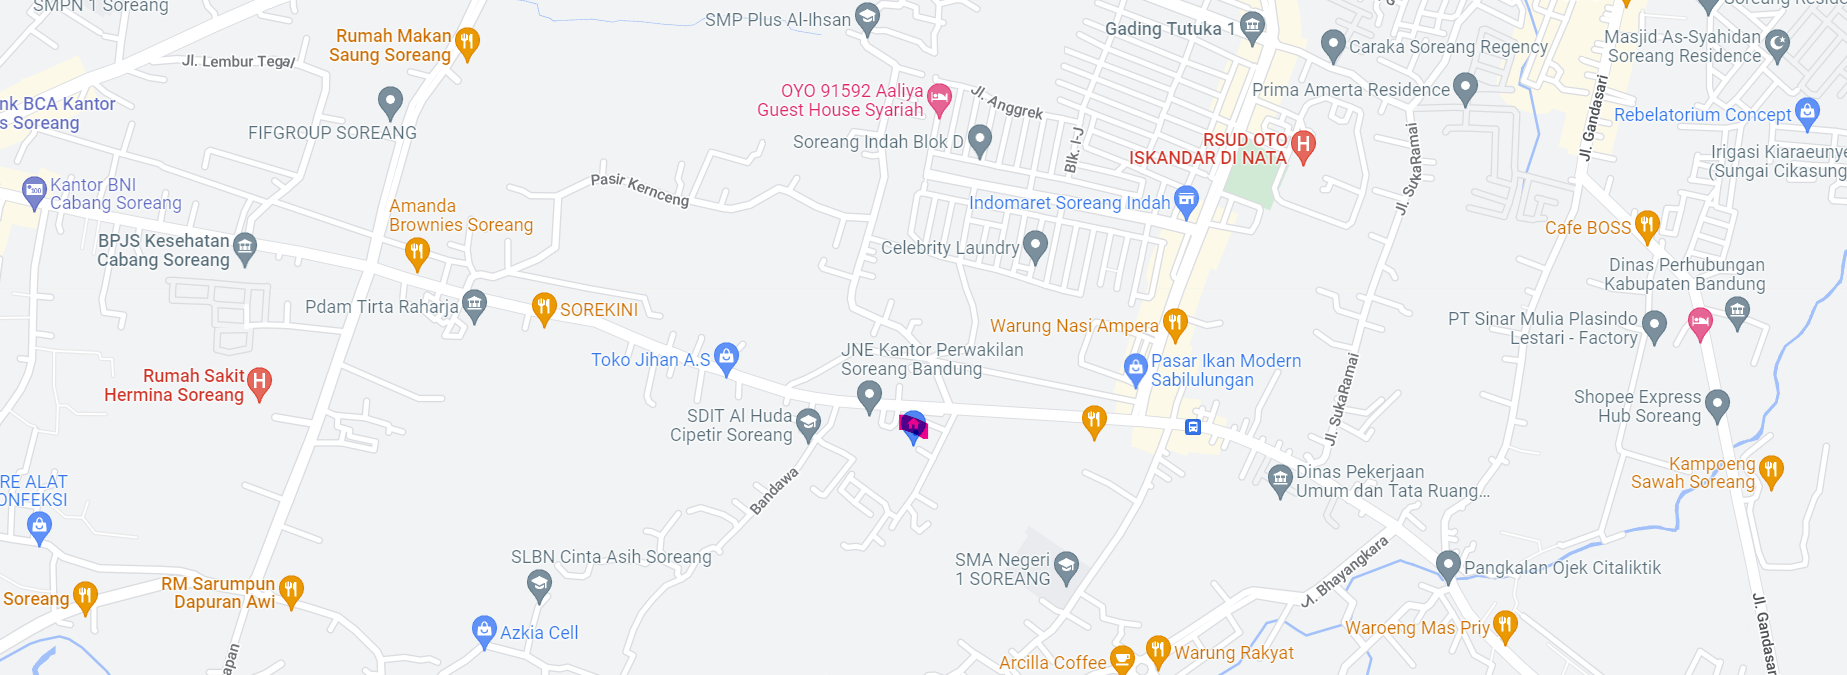 SMPN 1 Soreang
Rumah Makan
Saung Soreang
SMP Plus Al-Ihsan
Gading Tutuka 1
Caraka Soreang Regency
Soreang Residence
Masjid As-Syahidan
Soreang Residence
Jl. Lembur Tegal
nk BCA Kantor
s Soreang
FIFGROUP SOREANG
OYO 91592 Aaliya
Guest House Syariah
Jl. Anggrek
Soreang Indah Blok D
Blk. I-J
Prima Amerta Residence
RSUD OTO
ISKANDAR DI NATA
Jl. SukaRamai
Jl. Gandasari
Rebelatorium Concept
Irigasi Kiaraeunye
(Sungai Cikasung
Kantor BNI
Cabang Soreang
Pasir Kernceng
Amanda
Brownies Soreang
BPJS Kesehatan
Cabang Soreang
Indomaret Soreang Indah
Celebrity Laundry
Cafe BOSS
Dinas Perhubungan
Kabupaten Bandung
Pdam Tirta Raharja
SOREKINI
Warung Nasi Ampera
PT Sinar Mulia Plasindo
Lestari - Factory
Toko Jihan A.S
JNE Kantor Perwakilan
Soreang Bandung
Pasar Ikan Modern
Sabilulungan
Rumah Sakit
Hermina Soreang
Jl. SukaRamai
Shopee Express
Hub Soreang
SDIT Al Huda
Cipetir Soreang
Bandawa
Dinas Pekerjaan
Umum dan Tata Ruang...
Kampoeng
Sawah Soreang
RE ALAT
ONFEKSI
SLBN Cinta Asih Soreang
SMA Negeri
1 SOREANG
Jl. Bhayangkara
Pangkalan Ojek Citaliktik
Soreang
RM Sarumpun
Dapuran Awi
Azkia Cell
Waroeng Mas Priy
Jl. Gandasari
apan
Arcilla Coffee
Warung Rakyat